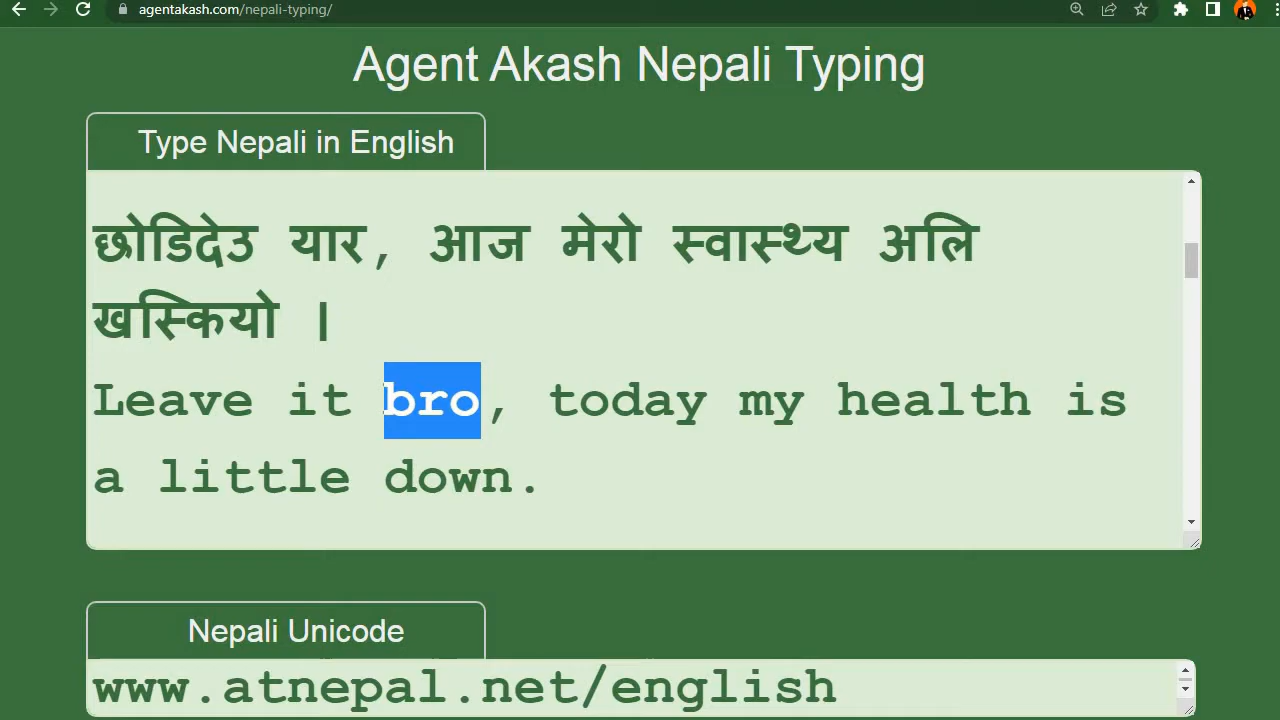 agentakash.com/nepali-typing/
Agent Akash Nepali Typing
Type Nepali in English
छोडिदेउ यार, आज मेरो स्वास्थ्य अलि
खस्कियो |
Leave it bro, today my health is
a little down.
Nepali Unicode
www.atnepal.net/english